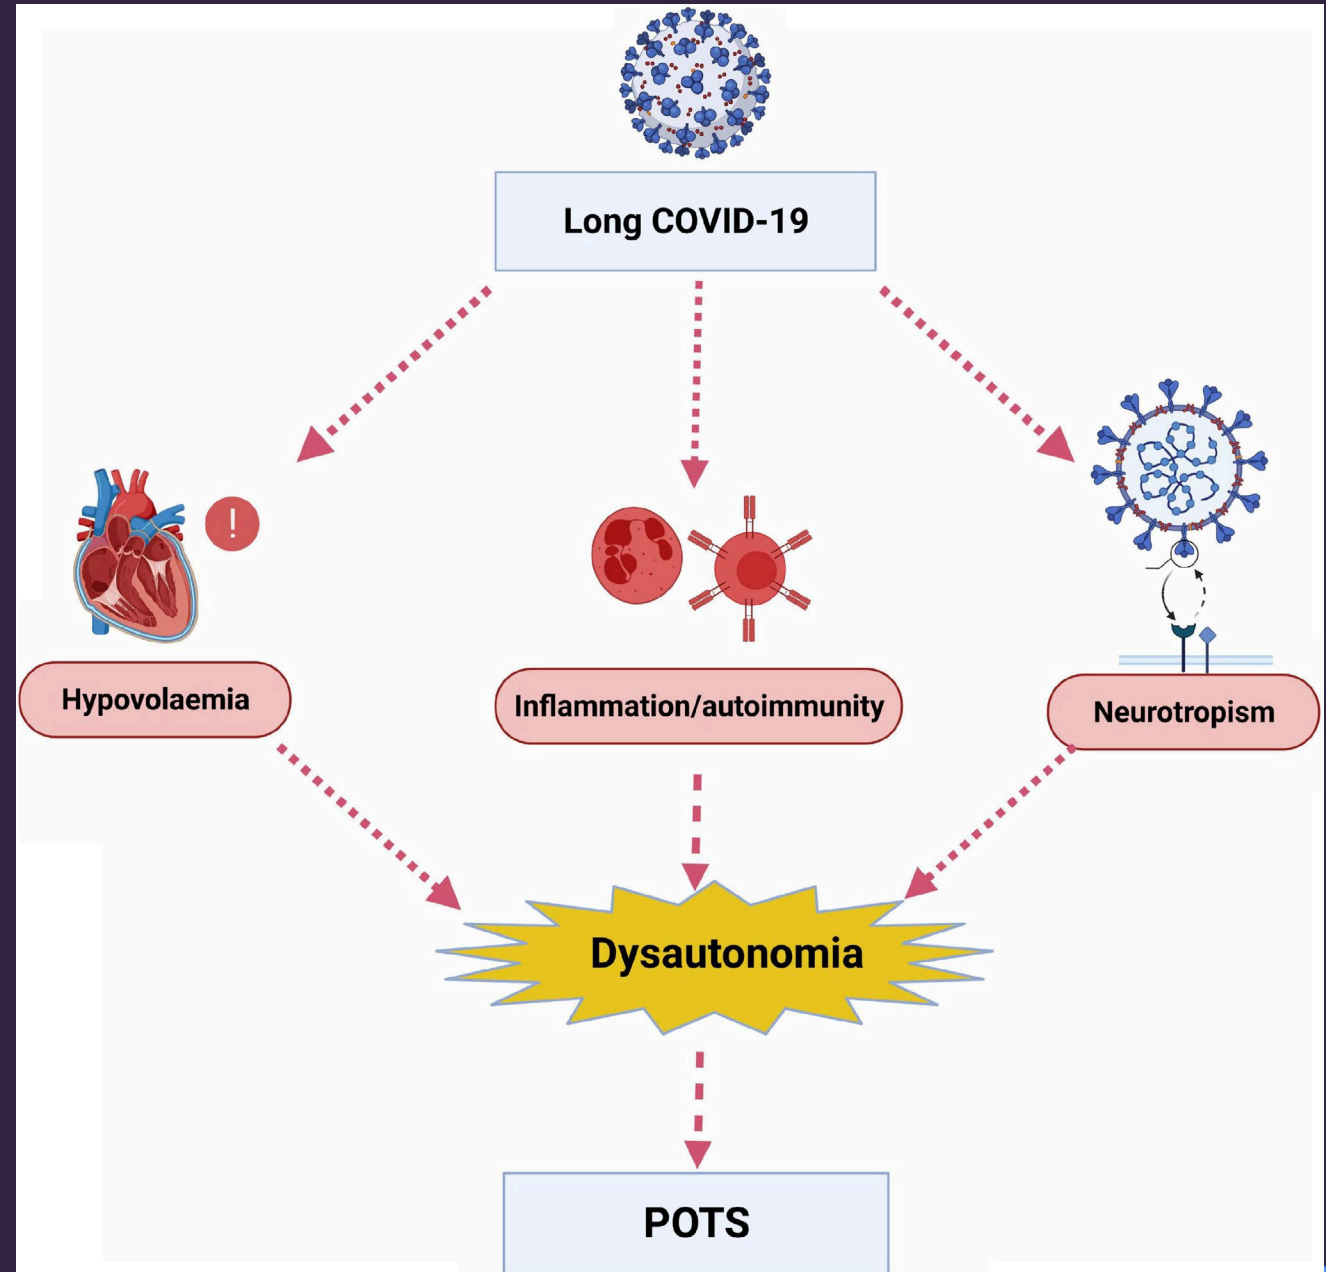 Long COVID-19
!
Hypovolaemia
Inflammation/autoimmunity
Neurotropism
Dysautonomia
POTS